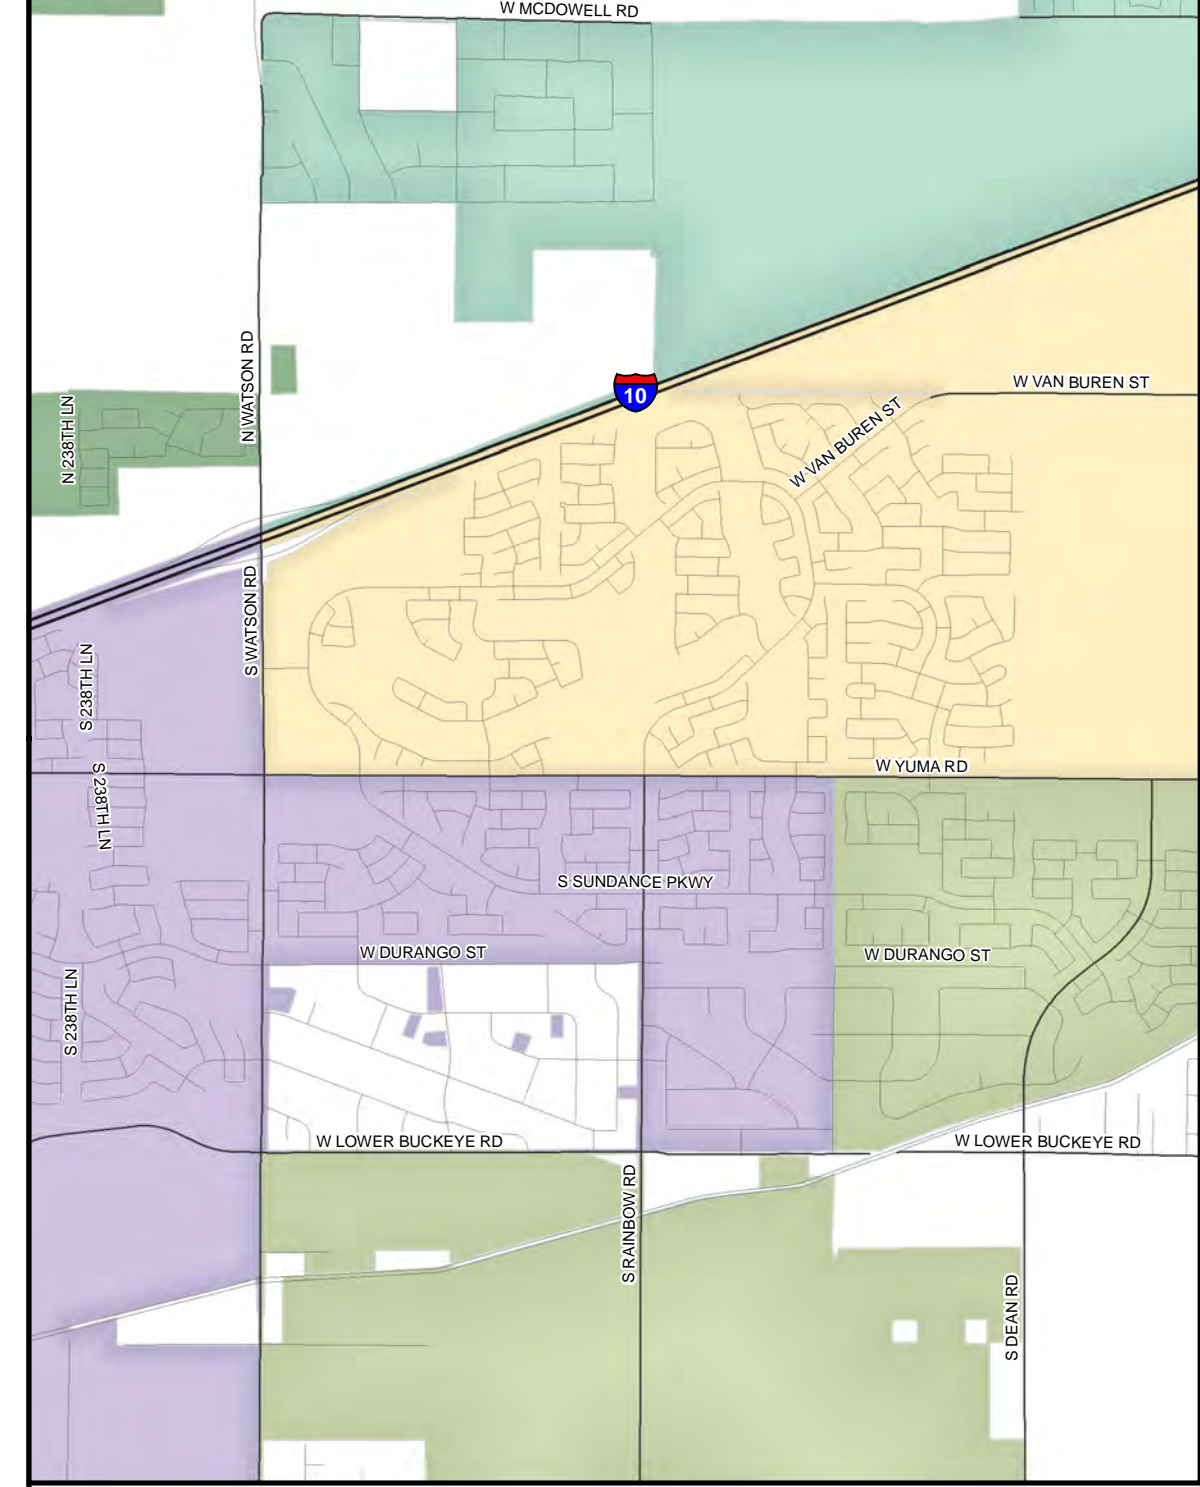 W MCDOWELL RD
N WATSON RD
10
W VAN BUREN ST
N 238TH LN
W VAN BUREN ST
S WATSON RD
S 238TH LN
W YUMA RD
S 238TH LN
S SUNDANCE PKWY
W DURANGO ST
W DURANGO ST
S 238TH LN
W LOWER BUCKEYE RD
W LOWER BUCKEYE RD
S RAINBOW RD
S DEAN RD